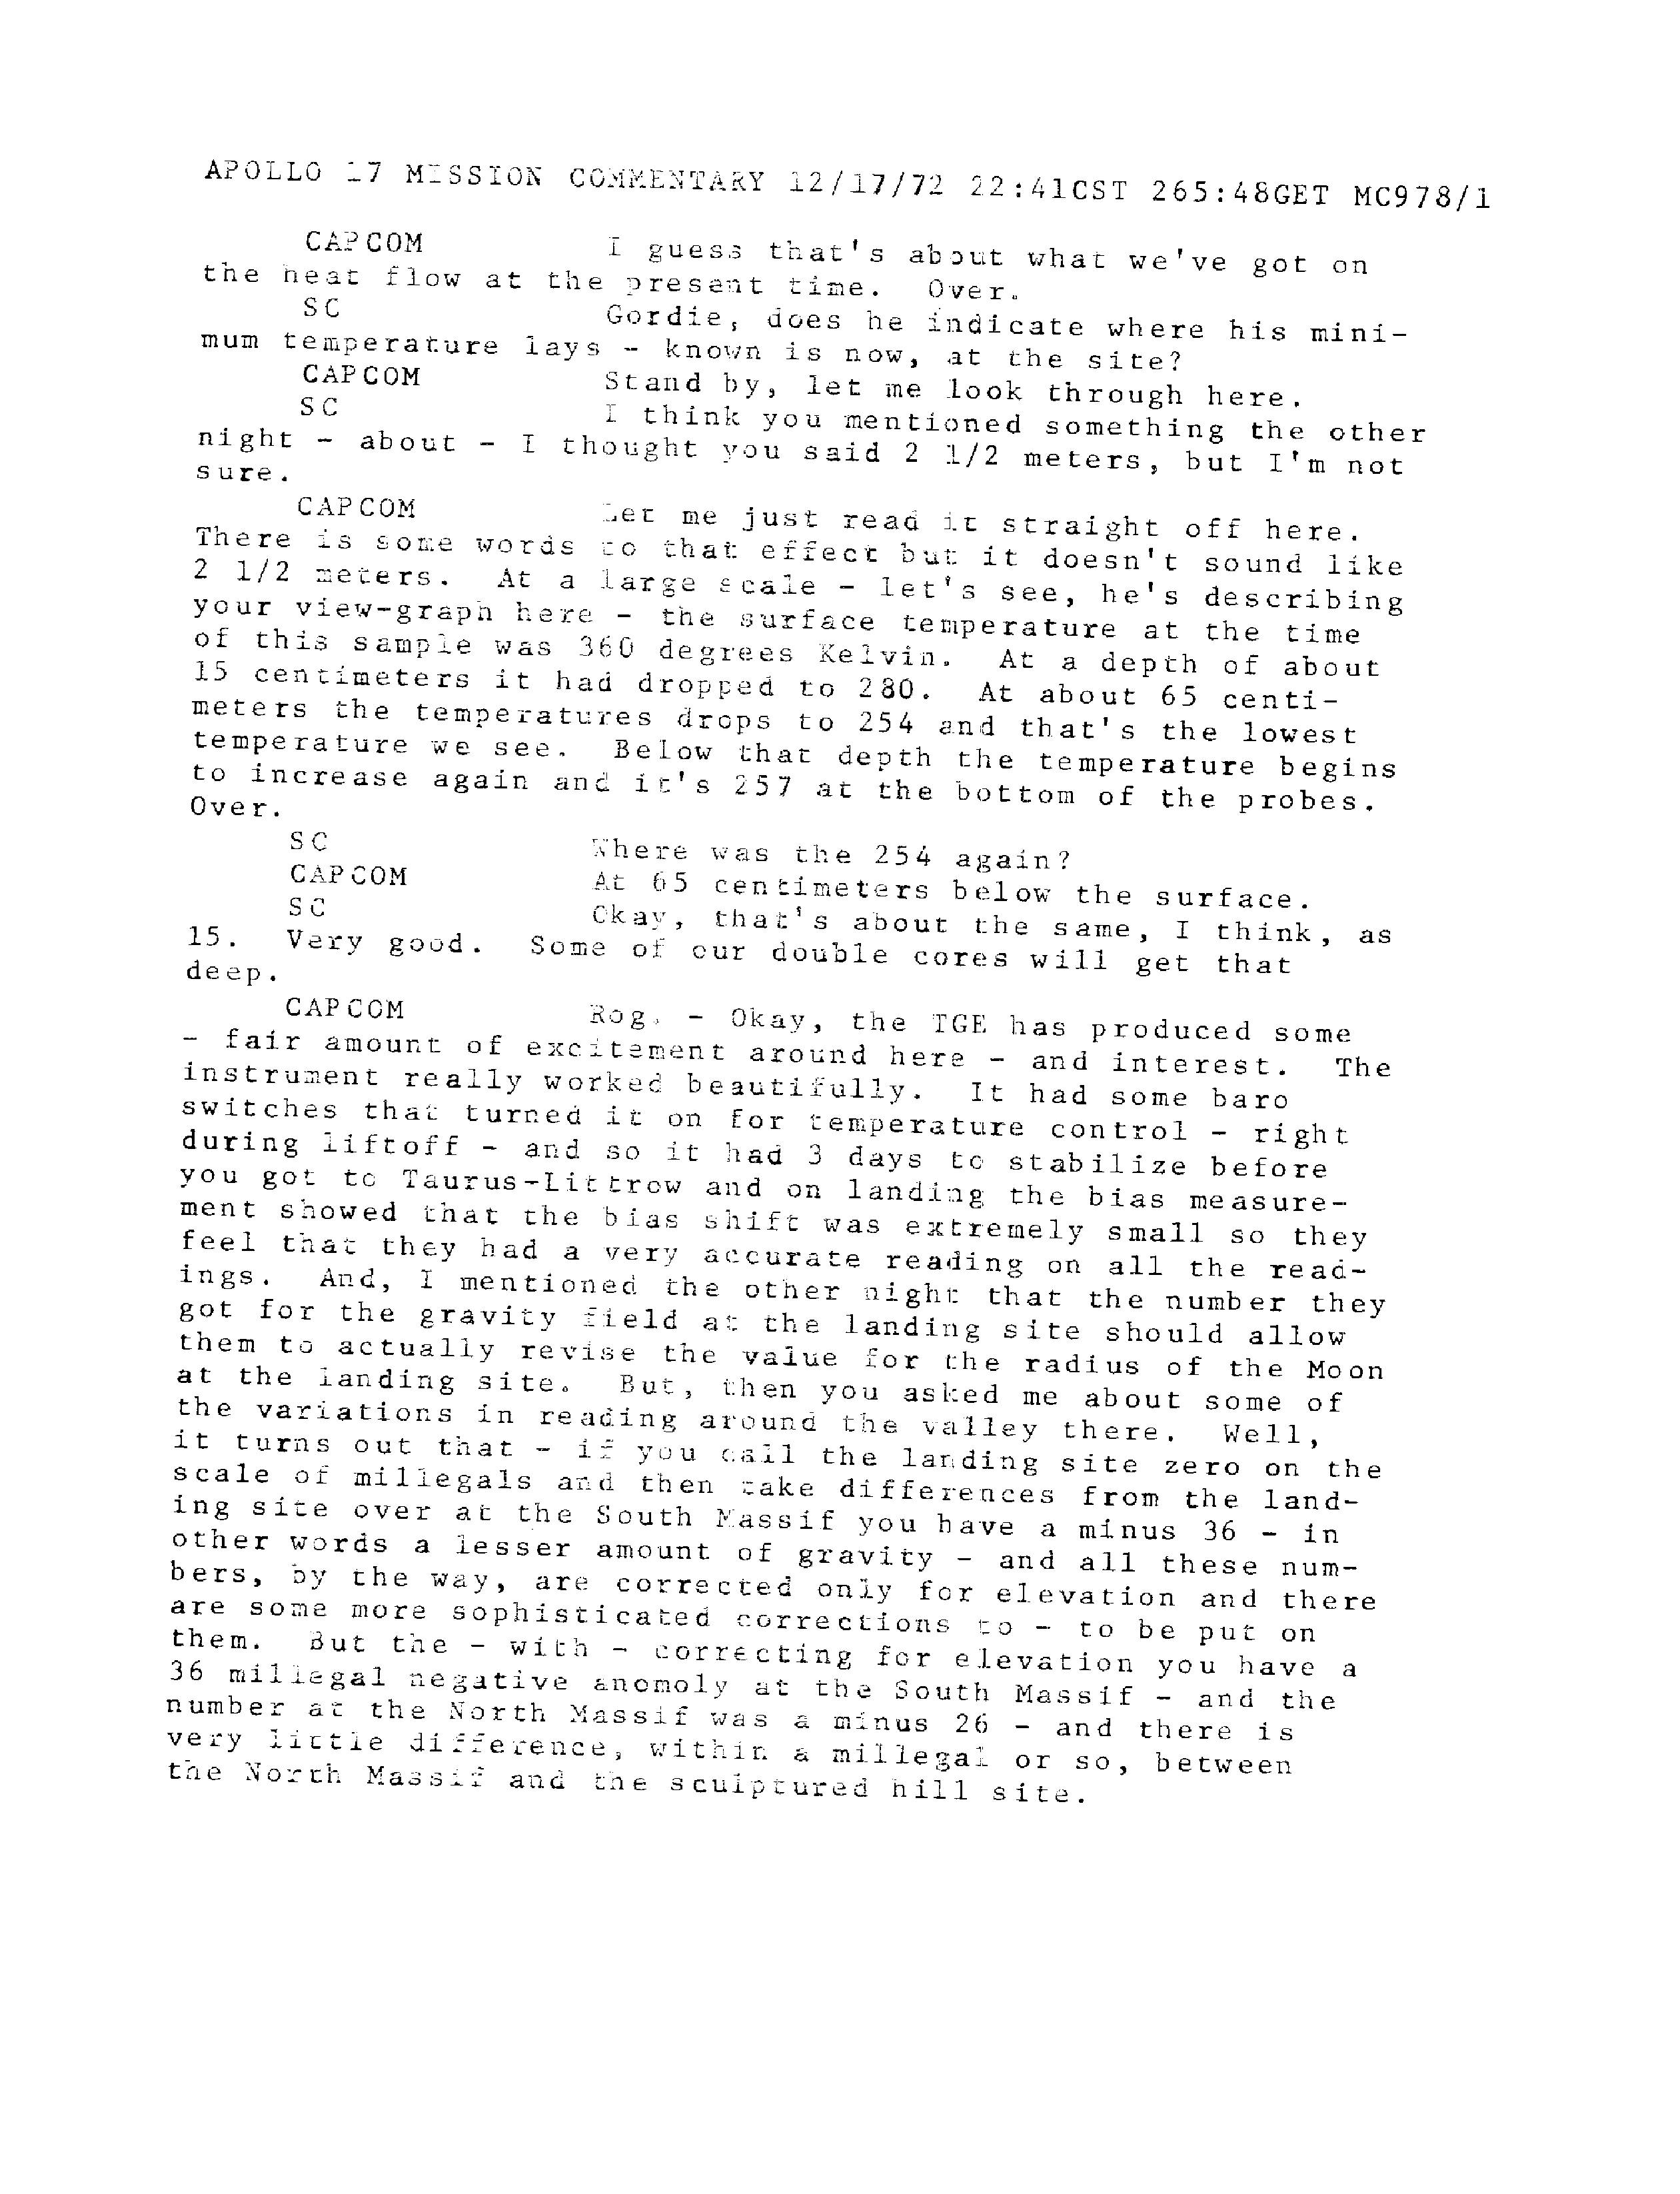 APOLLO 17 MISSION COMMENTARY 12/17/72 22:41CST 265:48GET MC978/1
CAPCOM I guess that's about what we've got on
the heat flow at the present time. Over.
SC Gordie, does he indicate where his mini-
mum temperature lays - known is now, at the site?
CAPCOM Stand by, let me look through here.
SC I think you mentioned something the other
night - about - I thought you said 2 1/2 meters, but I'm not
sure.
CAPCOM Let me just read it straight off here.
There is some words to that effect but it doesn't sound like
2 1/2 meters. At a large scale - let's see, he's describing
your view-graph here - the surface temperature at the time
of this sample was 360 degrees Kelvin. At a depth of about
15 centimeters it had dropped to 280. At about 65 centi-
meters the temperatures drops to 254 and that's the lowest
temperature we see. Below that depth the temperature begins
to increase again and it's 257 at the bottom of the probes.
Over.
SC Where was the 254 again?
CAPCOM At 65 centimeters below the surface.
SC Okay, that's about the same, I think, as
15. Very good. Some of our double cores will get that
deep.
CAPCOM Rog. - Okay, the TGE has produced some
- fair amount of excitement around here - and interest. The
instrument really worked beautifully. It had some baro
switches that turned it on for temperature control - right
during liftoff - and so it had 3 days to stabilize before
you got to Taurus-Littrow and on landing the bias measure-
ment showed that the bias shift was extremely small so they
feel that they had a very accurate reading on all the read-
ings. And, I mentioned the other night that the number they
got for the gravity field at the landing site should allow
them to actually revise the value for the radius of the Moon
at the landing site. But, then you asked me about some of
the variations in reading around the valley there. Well,
it turns out that - if you call the landing site zero on the
scale of millegals and then take differences from the land-
ing site over at the South Massif you have a minus 36 - in
other words a lesser amount of gravity - and all these num-
bers, by the way, are corrected only for elevation and there
are some more sophisticated corrections to - to be put on
them. But the - with - correcting for elevation you have a
36 millegal negative anomoly at the South Massif - and the
number at the North Massif was a minus 26 - and there is
very little difference, within a millegal or so, between
the North Massif and the sculptured hill site.